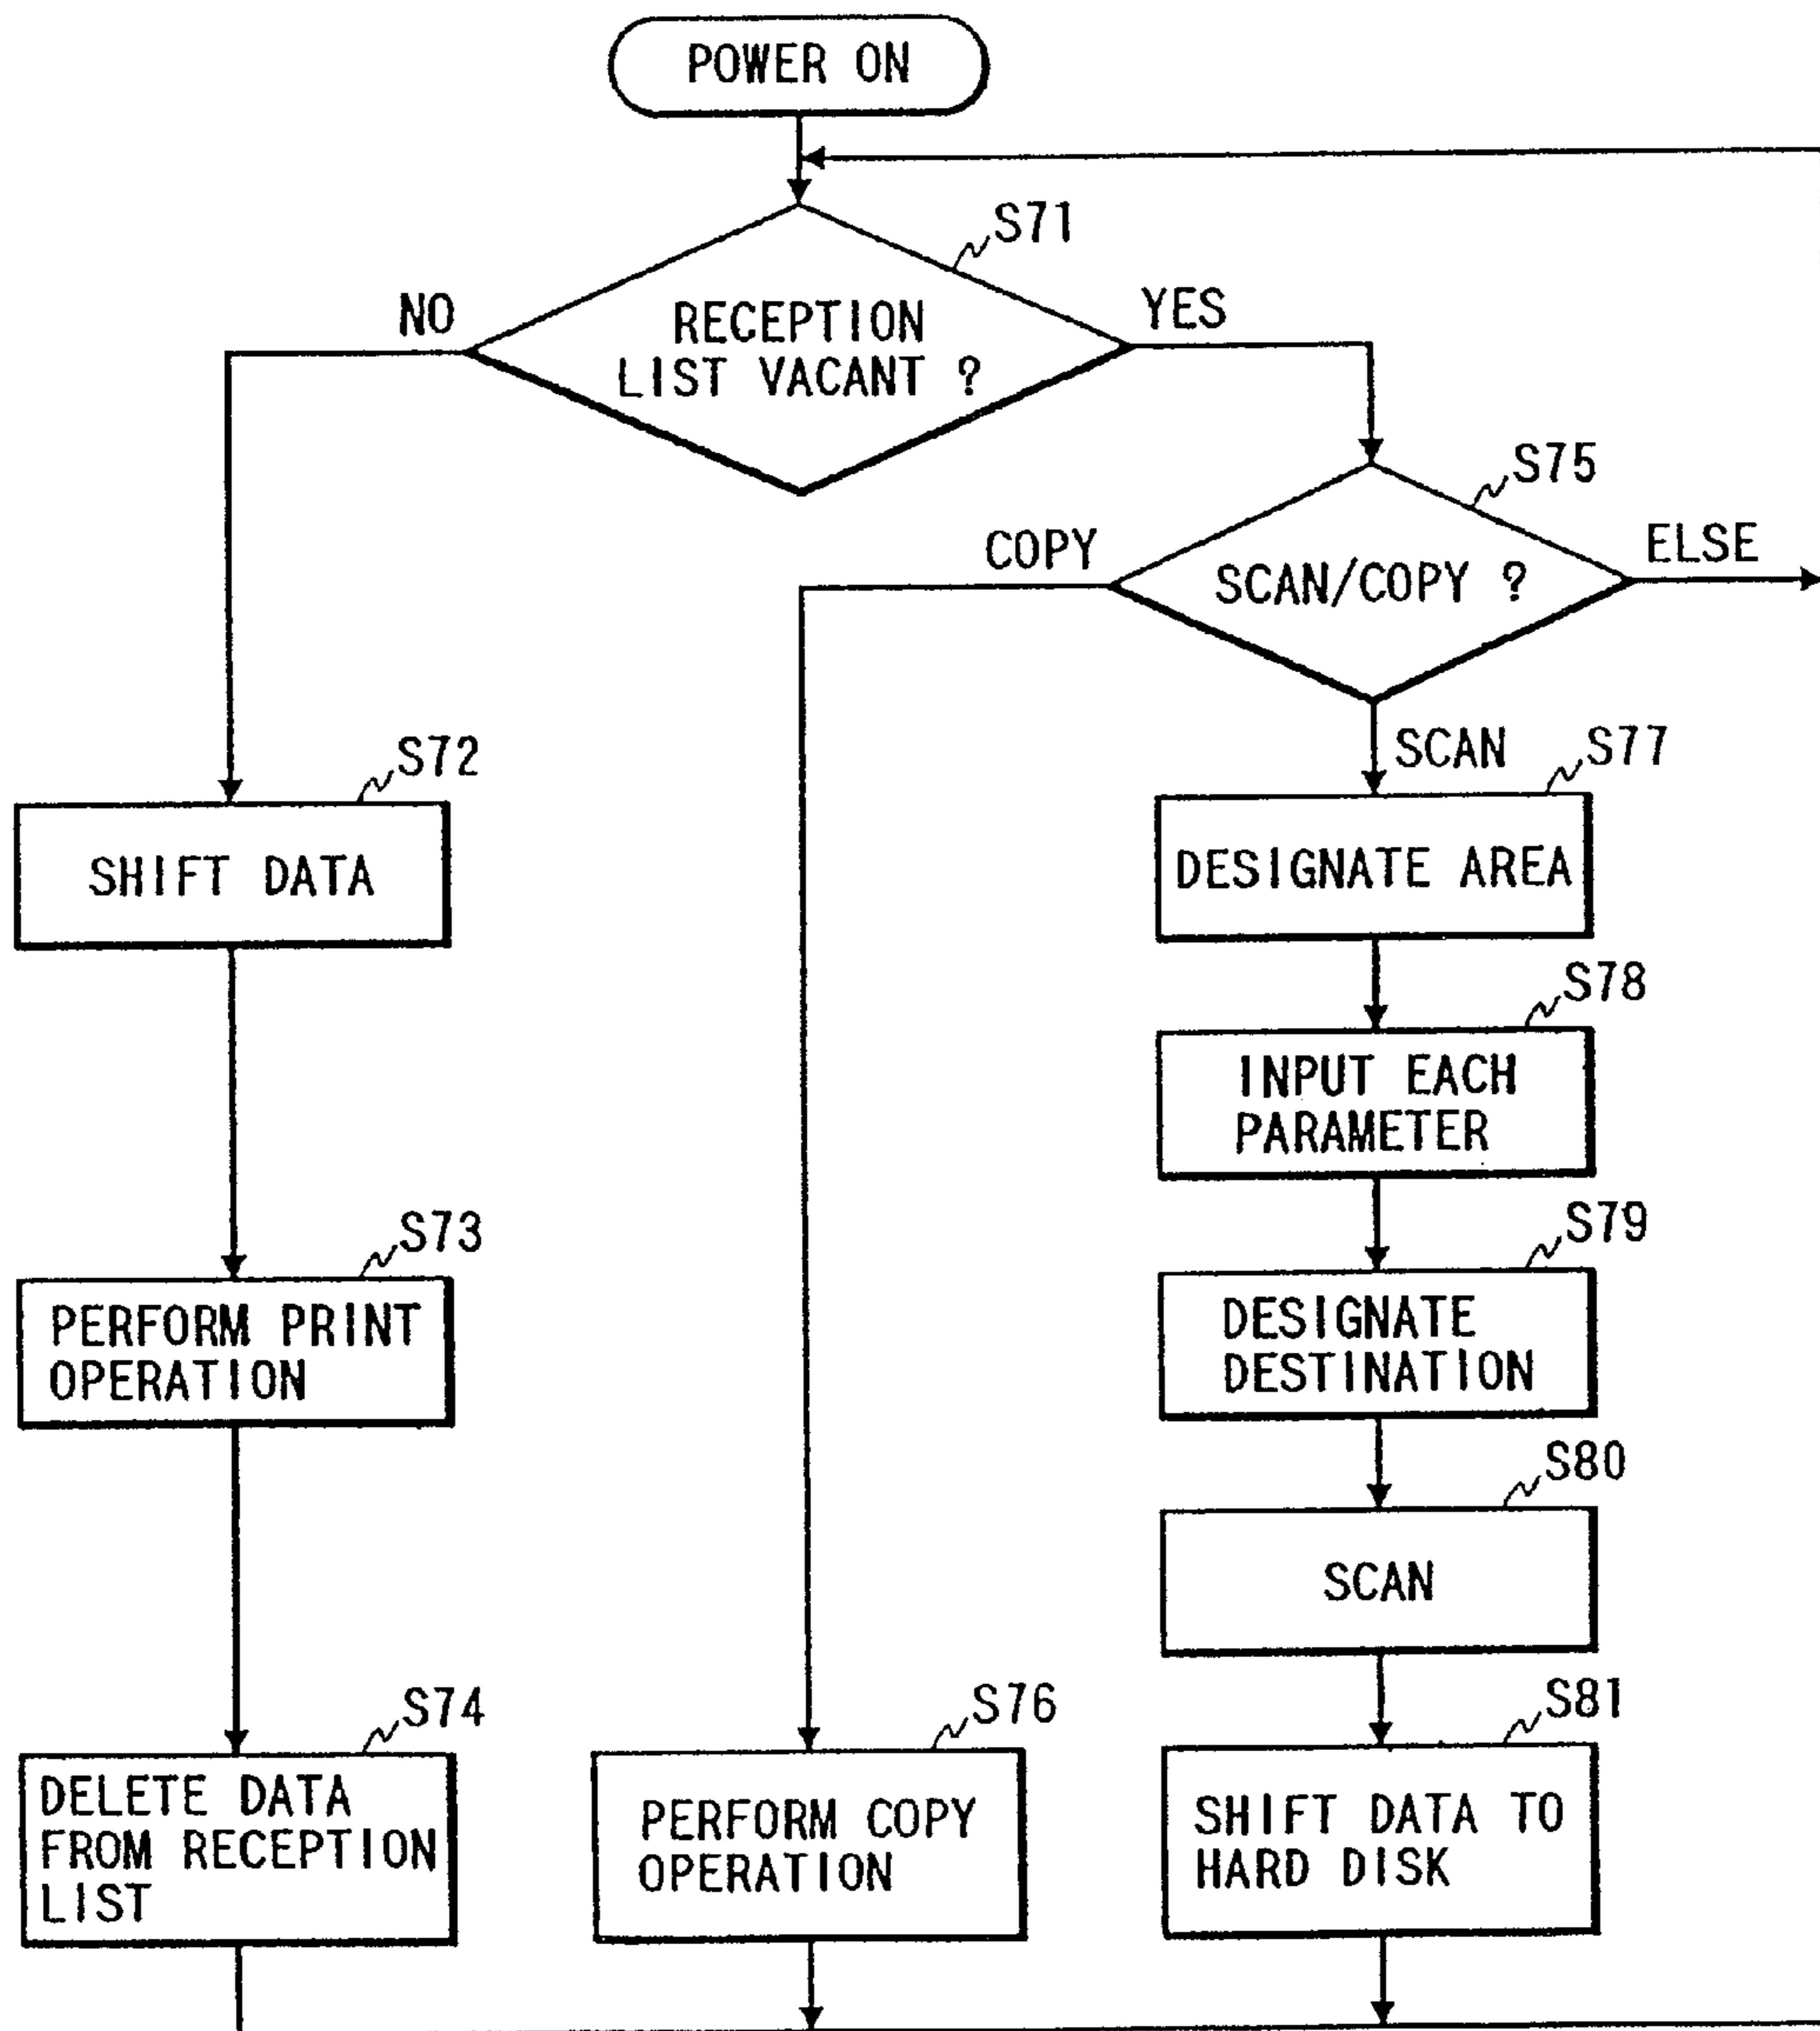 POWER ON
S71
NO
RECEPTION
LIST VACANT ?
YES
S75
COPY
SCAN/COPY ?
ELSE
SCAN
S72
SHIFT DATA
S77
DESIGNATE AREA
S78
INPUT EACH
PARAMETER
S73
PERFORM PRINT
OPERATION
S79
DESIGNATE
DESTINATION
S80
SCAN
S74
DELETE DATA
FROM RECEPTION
LIST
S76
PERFORM COPY
OPERATION
S81
SHIFT DATA TO
HARD DISK